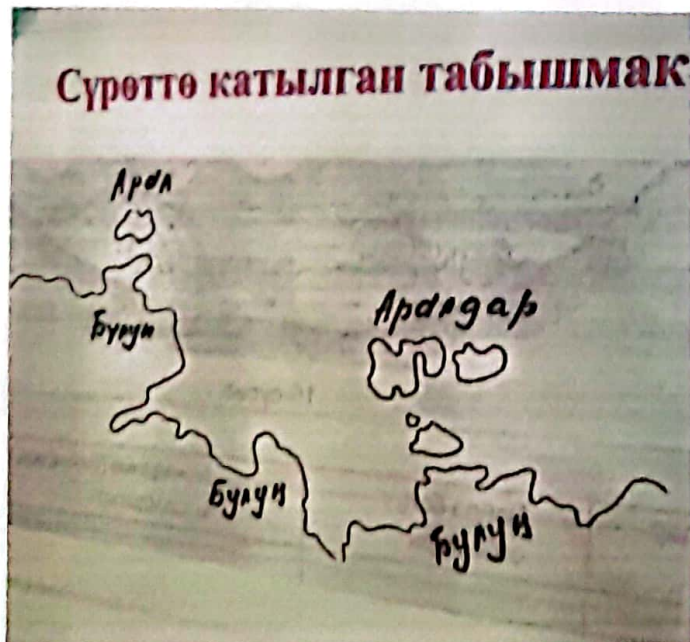 Сүрөттө катылган табышмак
Арал
Булуң
Аралдар
Булуң
Булуң